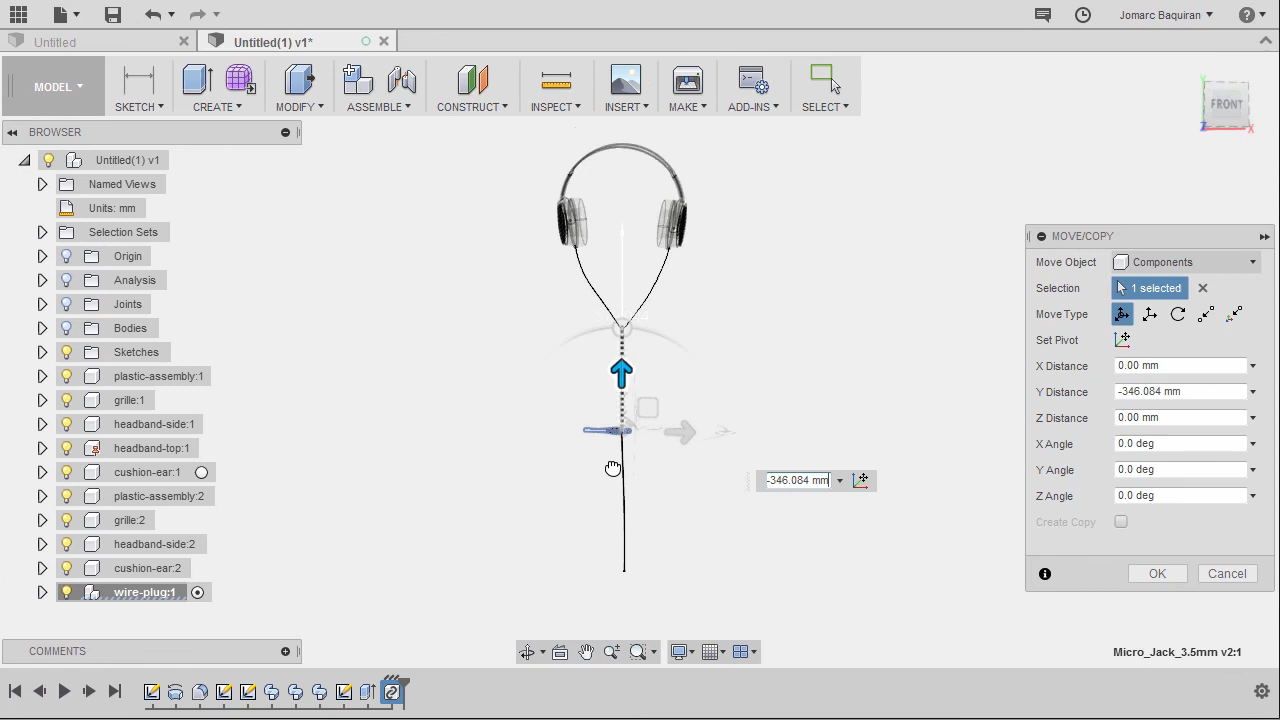 Jomarc Baquiran
Untitled
Untitled(1) v1*
MODEL
SKETCH
CREATE
MODIFY
ASSEMBLE
CONSTRUCT
INSPECT
INSERT
MAKE
ADD-INS
SELECT
FRONT
Y
X
Z
BROWSER
Untitled(1) v1
Named Views
Units: mm
Selection Sets
Origin
Analysis
Joints
Bodies
Sketches
plastic-assembly:1
grille:1
headband-side:1
headband-top:1
cushion-ear:1
plastic-assembly:2
grille:2
headband-side:2
cushion-ear:2
wire-plug:1
-346.084 mm
MOVE/COPY
Move Object Components
Selection 1 selected
Move Type
Set Pivot
X Distance 0.00 mm
Y Distance -346.084 mm
Z Distance 0.00 mm
X Angle 0.0 deg
Y Angle 0.0 deg
Z Angle 0.0 deg
Create Copy
OK
Cancel
COMMENTS
Micro_Jack_3.5mm v2:1